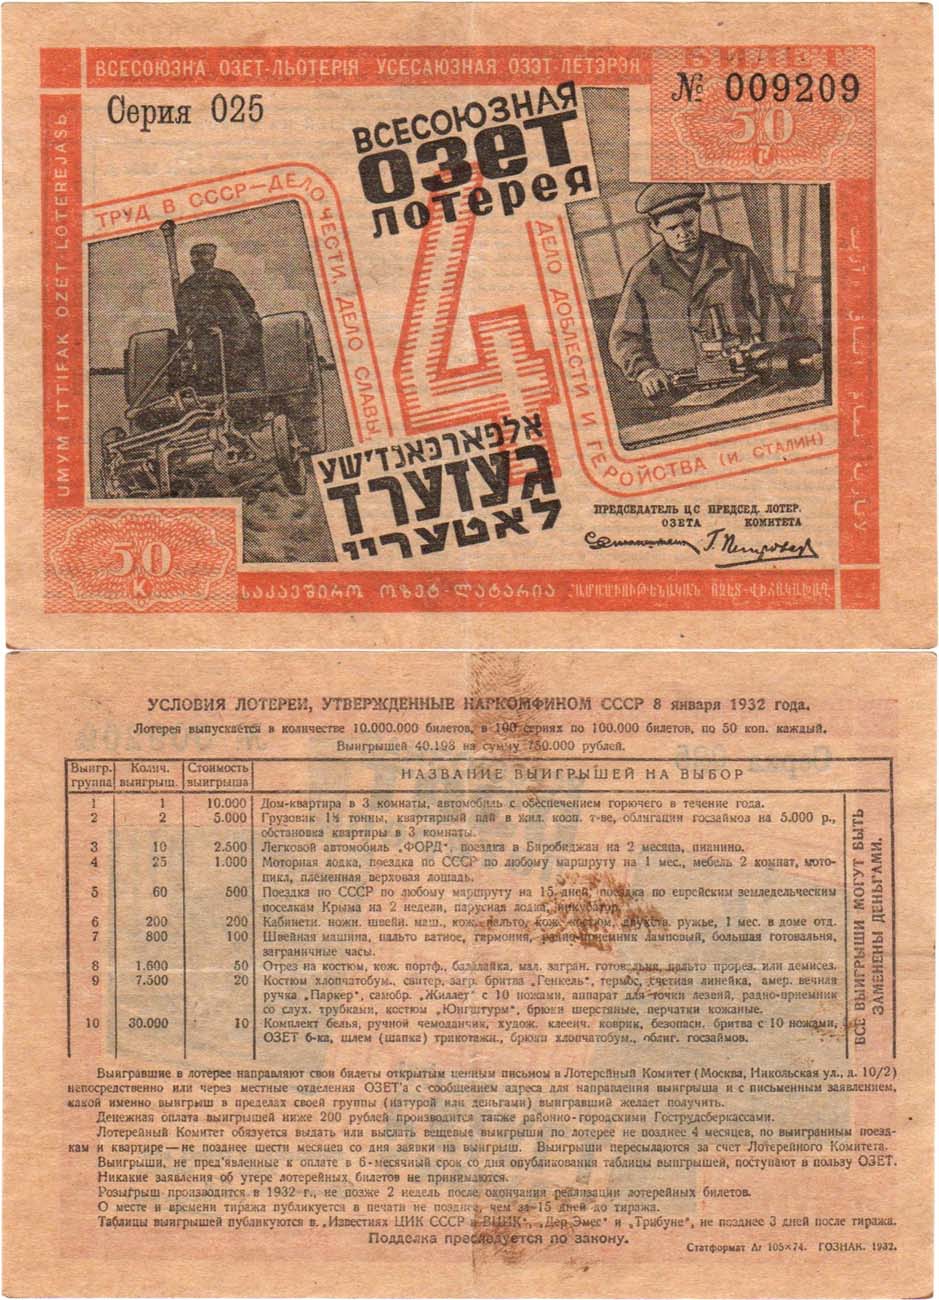 БИЛЕТ
ВСЕСОЮЗНА ОЗЕТ-ЛЬОТЕРІЯ УСЕСАЮЗНАЯ ОЗЭТ-ЛЕТЭРЭЯ
№ 009209
Серия 025
50
ВСЕСОЮЗНАЯ
ОЗЕТ
ЛОТЕРЕЯ
4
ТРУД В СССР—ДЕЛО ЧЕСТИ, ДЕЛО СЛАВЫ,
ДЕЛО ДОБЛЕСТИ И ГЕРОЙСТВА (И. СТАЛИН)
UMYM ITTIFAK OZET-LOTEREJASЬ
אלפארבאנדישע
געזערד
לאטעריי
ПРЕДСЕДАТЕЛЬ ЦС ПРЕДСЕД. ЛОТЕР.
ОЗЕТА КОМИТЕТА
50
К
ՀԱՄԱՄԻՈՒԹԵՆԱԿԱՆ ՕԶԵՏ-ՎԻՃԱԿԱԽԱՂ
საკავშირო ოზეტ-ლატარია
УСЛОВИЯ ЛОТЕРЕИ, УТВЕРЖДЕННЫЕ НАРКОМФИНОМ СССР 8 января 1932 года.
Лотерея выпускается в количестве 10.000.000 билетов, в 100 сериях по 100.000 билетов, по 50 коп. каждый.
Выигрышей 40.198 на сумму 750.000 рублей.
Выигр. группа Колич. выигрыш. Стоимость выигрыша НАЗВАНИЕ ВЫИГРЫШЕЙ НА ВЫБОР
1 1 10.000 Дом-квартира в 3 комнаты, автомобиль с обеспечением горючего в течение года.
2 2 5.000 Грузовик 1½ тонны, квартирный пай в жил. кооп. т-ве, облигации госзаймов на 5.000 р.,
обстановка квартиры в 3 комнаты.
3 10 2.500 Легковой автомобиль „ФОРД“, поездка в Биробиджан на 2 месяца, пианино.
4 25 1.000 Моторная лодка, поездка по СССР по любому маршруту на 1 мес., мебель 2 комнат, мото-
цикл, племенная верховая лошадь.
5 60 500 Поездка по СССР по любому маршруту на 15 дней, поездка по еврейским земледельческим
поселкам Крыма на 2 недели, парусная лодка, инкубатор.
6 200 200 Кабинетн. ножн. швейн. маш., кож. пальто, кож. костюм, двухств. ружье, 1 мес. в доме отд.
7 800 100 Швейная машина, пальто ватное, гармония, радио-приемник ламповый, большая готовальня,
заграничные часы.
8 1.600 50 Отрез на костюм, кож. портф., балалайка, мал. загран. готовальня, пальто прорез. или демисез.
9 7.500 20 Костюм хлопчатобум., свитер, загр. бритва „Генкель“, термос, счетная линейка, амер. вечная
ручка „Паркер“, самобр. „Жиллет“ с 10 ножами, аппарат для точки лезвий, радио-приемник
со слух. трубками, костюм „Юнгштурм“, брюки шерстяные, перчатки кожаные.
10 30.000 10 Комплект белья, ручной чемоданчик, худож. клеенч. коврик, безопасн. бритва с 10 ножами,
ОЗЕТ б-ка, шлем (шапка) трикотажн., брюки хлопчатобум., облиг. госзаймов.
ВСЕ ВЫИГРЫШИ МОГУТ БЫТЬ
ЗАМЕНЕНЫ ДЕНЬГАМИ.
Выигравшие в лотерее направляют свои билеты открытым ценным письмом в Лотерейный Комитет (Москва, Никольская ул., д. 10/2)
непосредственно или через местные отделения ОЗЕТ'а с сообщением адреса для направления выигрыша и с письменным заявлением,
какой именно выигрыш в пределах своей группы (натурой или деньгами) выигравший желает получить.
Денежная оплата выигрышей ниже 200 рублей производится также районно-городскими Гострудсберкассами.
Лотерейный Комитет обязуется выдать или выслать вещевые выигрыши по лотерее не позднее 4 месяцев, по выигранным поезд-
кам и квартире—не позднее шести месяцев со дня заявки на выигрыш. Выигрыши пересылаются за счет Лотерейного Комитета.
Выигрыши, не пред'явленные к оплате в 6-месячный срок со дня опубликования таблицы выигрышей, поступают в пользу ОЗЕТ.
Никакие заявления об утере лотерейных билетов не принимаются.
Розыгрыш производится в 1932 г., не позже 2 недель после окончания реализации лотерейных билетов.
О месте и времени тиража публикуется в печати не позднее, чем за 15 дней до тиража.
Таблицы выигрышей публикуются в „Известиях ЦИК СССР и ВЦИК“, „Дер Эмес“ и „Трибуне“, не позднее 3 дней после тиража.
Подделка преследуется по закону.
Статформат А₇ 105×74. ГОЗНАК. 1932.